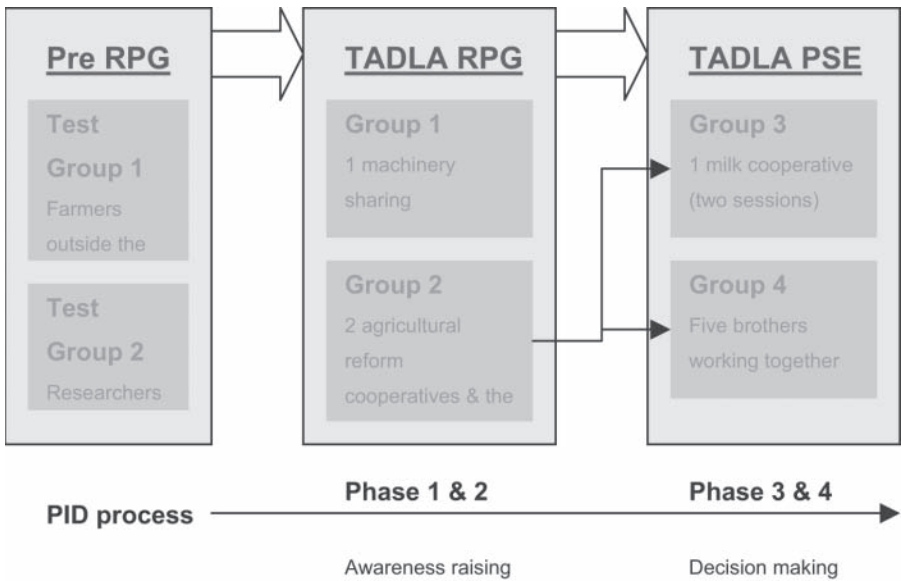 Pre RPG
Test
Group 1
Farmers
outside the
Test
Group 2
Researchers
TADLA RPG
Group 1
1 machinery
sharing
Group 2
2 agricultural
reform
cooperatives & the
TADLA PSE
Group 3
1 milk cooperative
(two sessions)
Group 4
Five brothers
working together
PID process
Phase 1 & 2
Phase 3 & 4
Awareness raising
Decision making